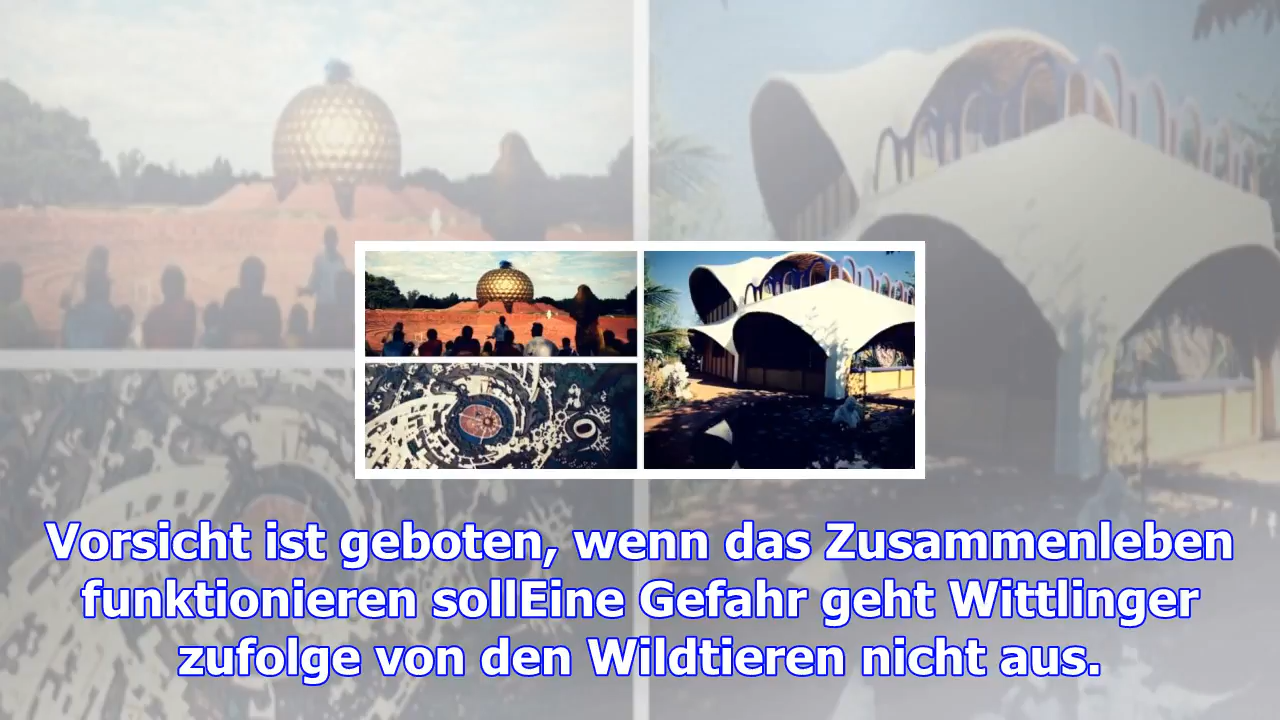 Vorsicht ist geboten, wenn das Zusammenleben
funktionieren sollEine Gefahr geht Wittlinger
zufolge von den Wildtieren nicht aus.